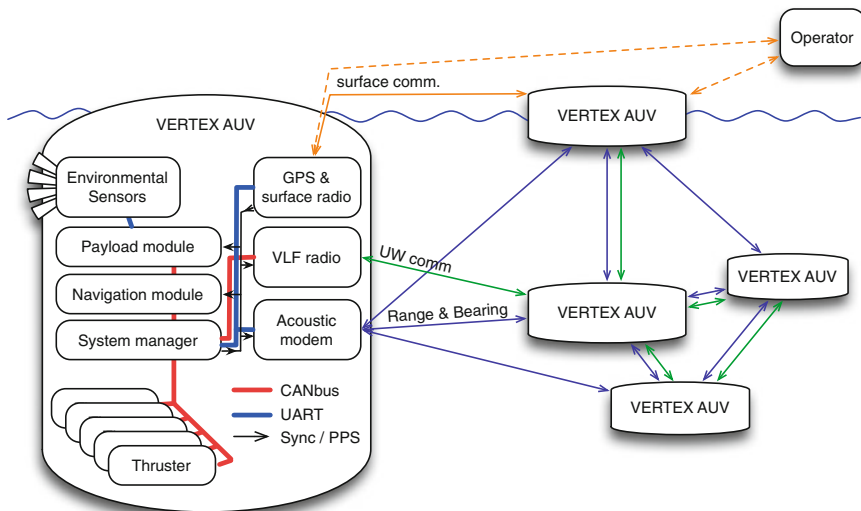 Operator
surface comm.
VERTEX AUV
VERTEX AUV
Environmental
Sensors
GPS &
surface radio
Payload module
VLF radio
UW comm
VERTEX AUV
Navigation module
VERTEX AUV
Range & Bearing
System manager
Acoustic
modem
CANbus
VERTEX AUV
UART
Sync / PPS
Thruster